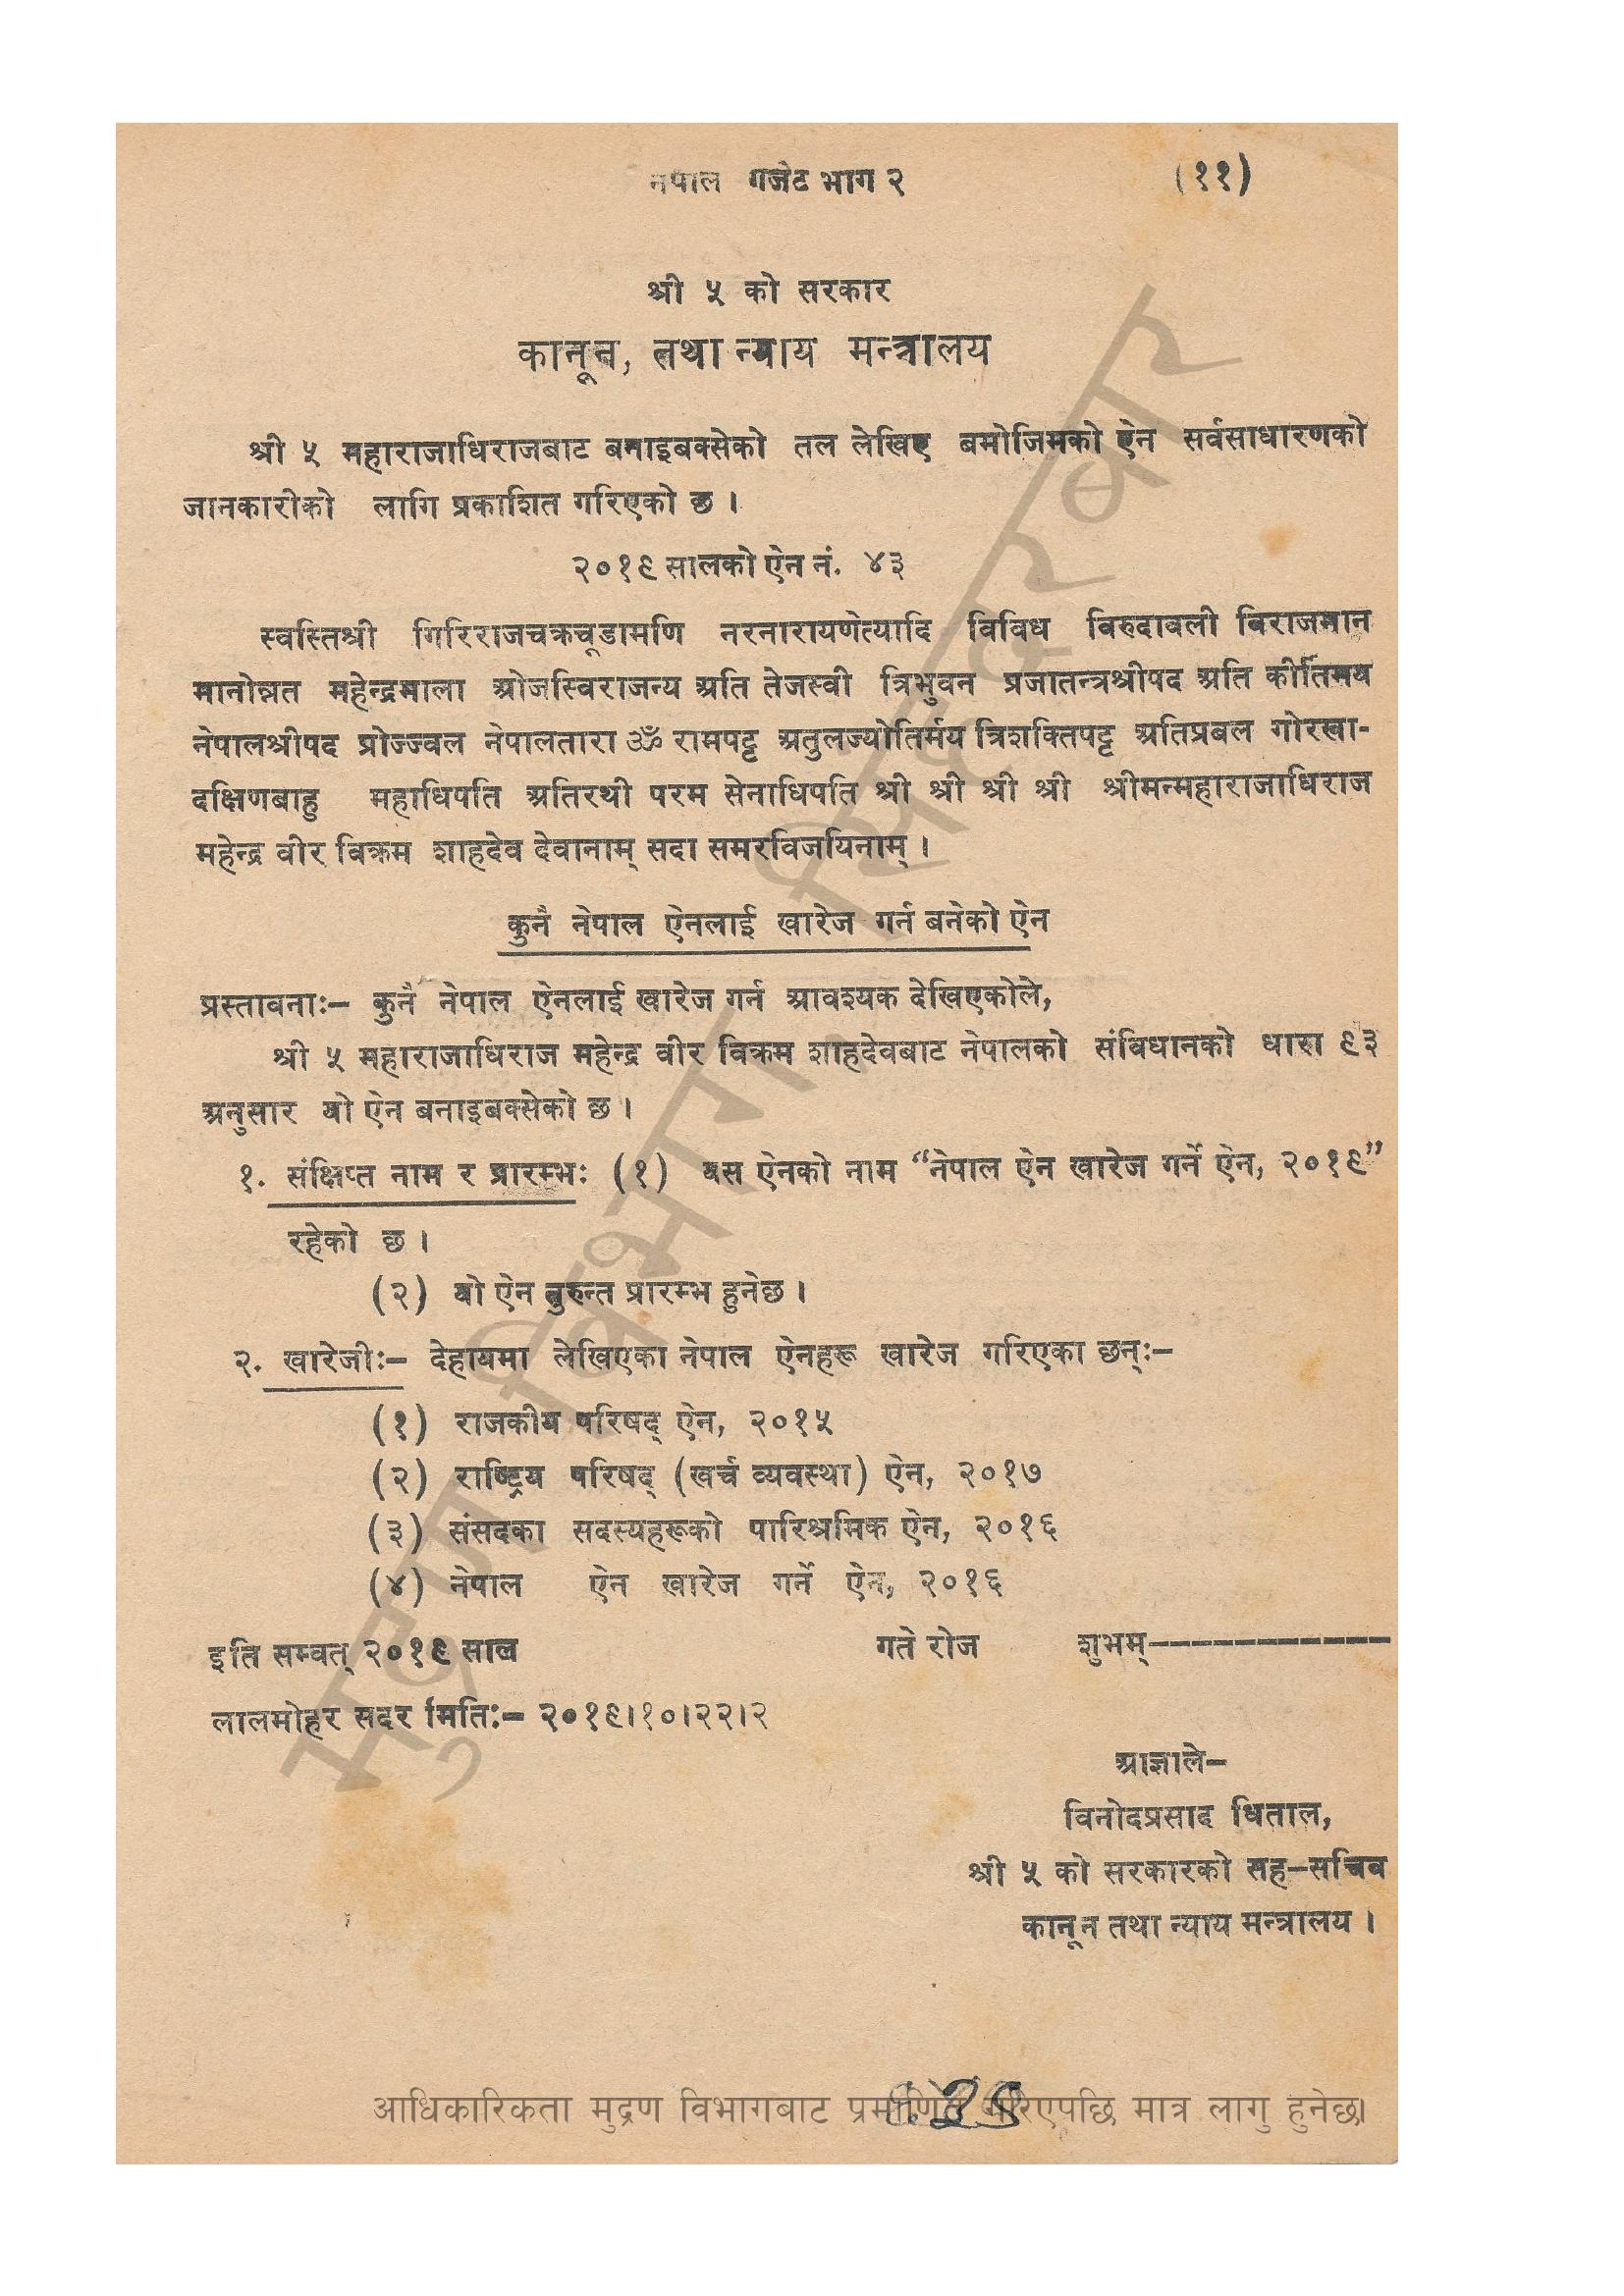 नेपाल गजेट भाग २ (११)
श्री ५ को सरकार
कानून, तथा न्याय मन्त्रालय
श्री ५ महाराजाधिराजबाट बनाइबक्सेको तल लेखिए बमोजिमको ऐन सर्वसाधारणको
जानकारीको लागि प्रकाशित गरिएको छ ।
२०१९ सालको ऐन नं. ४३
स्वस्तिश्री गिरिराजचक्रचूडामणि नरनारायणेत्यादि विविध विरुदावली विराजमान
मानोन्नत महेन्द्रमाला ओजस्विराजन्य अति तेजस्वी त्रिभुवन प्रजातन्त्रश्रीपद अति कीर्तिमय
नेपालश्रीपद प्रोज्ज्वल नेपालतारा ॐ रामपट्ट अतुलज्योतिर्मय त्रिशक्तिपट्ट अतिप्रबल गोरखा-
दक्षिणबाहु महाधिपति अतिरथी परम सेनाधिपति श्री श्री श्री श्री श्रीमन्महाराजाधिराज
महेन्द्र वीर विक्रम शाहदेव देवानाम् सदा समरविजयिनाम् ।
कुनै नेपाल ऐनलाई खारेज गर्न बनेको ऐन
प्रस्तावनाः– कुनै नेपाल ऐनलाई खारेज गर्न आवश्यक देखिएकोले,
श्री ५ महाराजाधिराज महेन्द्र वीर विक्रम शाहदेवबाट नेपालको संविधानको धारा ९३
अनुसार यो ऐन बनाइबक्सेको छ ।
१. संक्षिप्त नाम र प्रारम्भः (१) यस ऐनको नाम “नेपाल ऐन खारेज गर्ने ऐन, २०१९”
रहेको छ ।
(२) यो ऐन तुरुन्त प्रारम्भ हुनेछ ।
२. खारेजीः– देहायमा लेखिएका नेपाल ऐनहरू खारेज गरिएका छन्ः–
(१) राजकीय परिषद् ऐन, २०१५
(२) राष्ट्रिय परिषद् (खर्च व्यवस्था) ऐन, २०१७
(३) संसदका सदस्यहरूको पारिश्रमिक ऐन, २०१६
(४) नेपाल ऐन खारेज गर्ने ऐन, २०१६
इति सम्वत् २०१९ साल गते रोज शुभम्–––––––––––
लालमोहर सदर मितिः– २०१९।१०।२२।२
आज्ञाले–
विनोदप्रसाद धिताल,
श्री ५ को सरकारको सह–सचिव
कानून तथा न्याय मन्त्रालय ।
मुद्रण विभाग, सिंहदरबार
आधिकारिकता मुद्रण विभागबाट प्रमाणित गरिएपछि मात्र लागु हुनेछ।